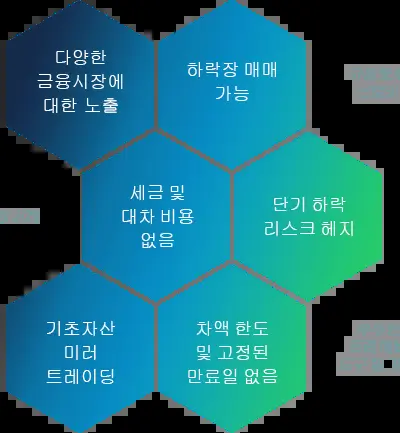 다양한
금융시장에
대한 노출
하락장 매매
가능
세금 및
대차 비용
없음
단기 하락
리스크 헤지
기초자산
미러
트레이딩
차액 한도
및 고정된
만료일 없음